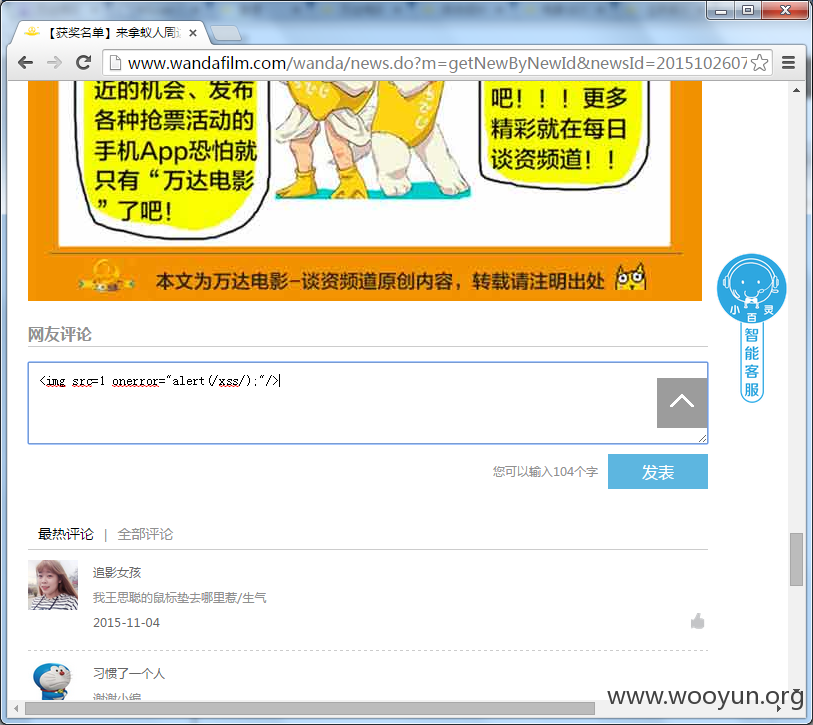 【获奖名单】来拿蚁人周边
www.wandafilm.com/wanda/news.do?m=getNewByNewId&newsId=2015102607
近的机会、发布
各种抢票活动的
手机App恐怕就
只有“万达电影
”了吧！
吧！！！更多
精彩就在每日
谈资频道！！
本文为万达电影-谈资频道原创内容，转载请注明出处
小百灵
智能客服
网友评论
<img src=1 onerror="alert(/xss/);"/>
您可以输入104个字
发表
最热评论 | 全部评论
追影女孩
我王思聪的鼠标垫去哪里惹/生气
2015-11-04
习惯了一个人
谢谢小编
www.wooyun.org